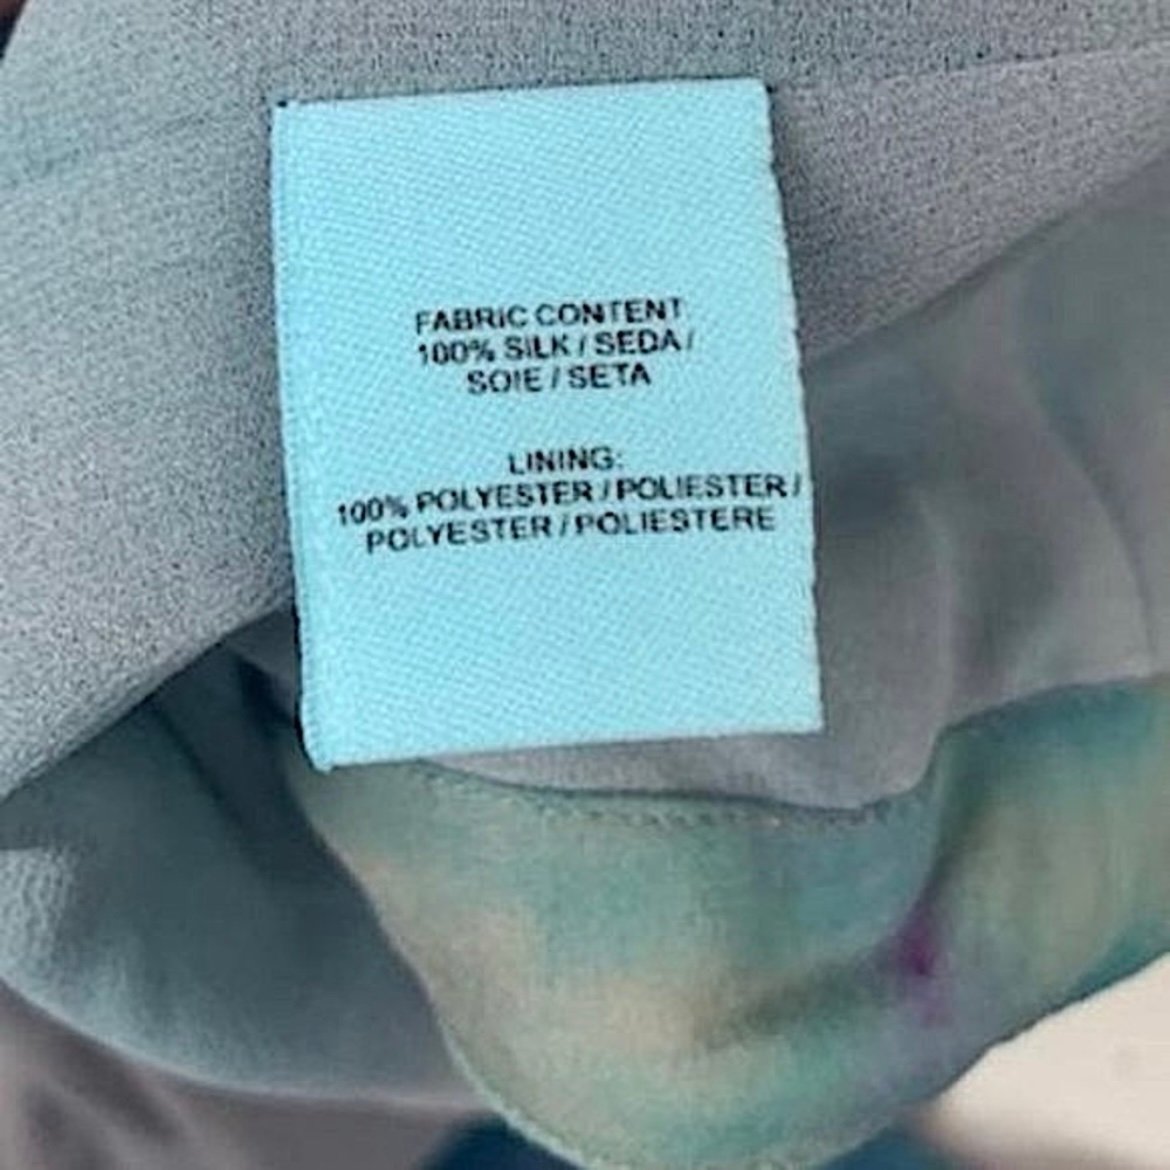 FABRIC CONTENT
100% SILK / SEDA /
SOIE / SETA
LINING:
100% POLYESTER / POLIESTER /
POLYESTER / POLIESTERE